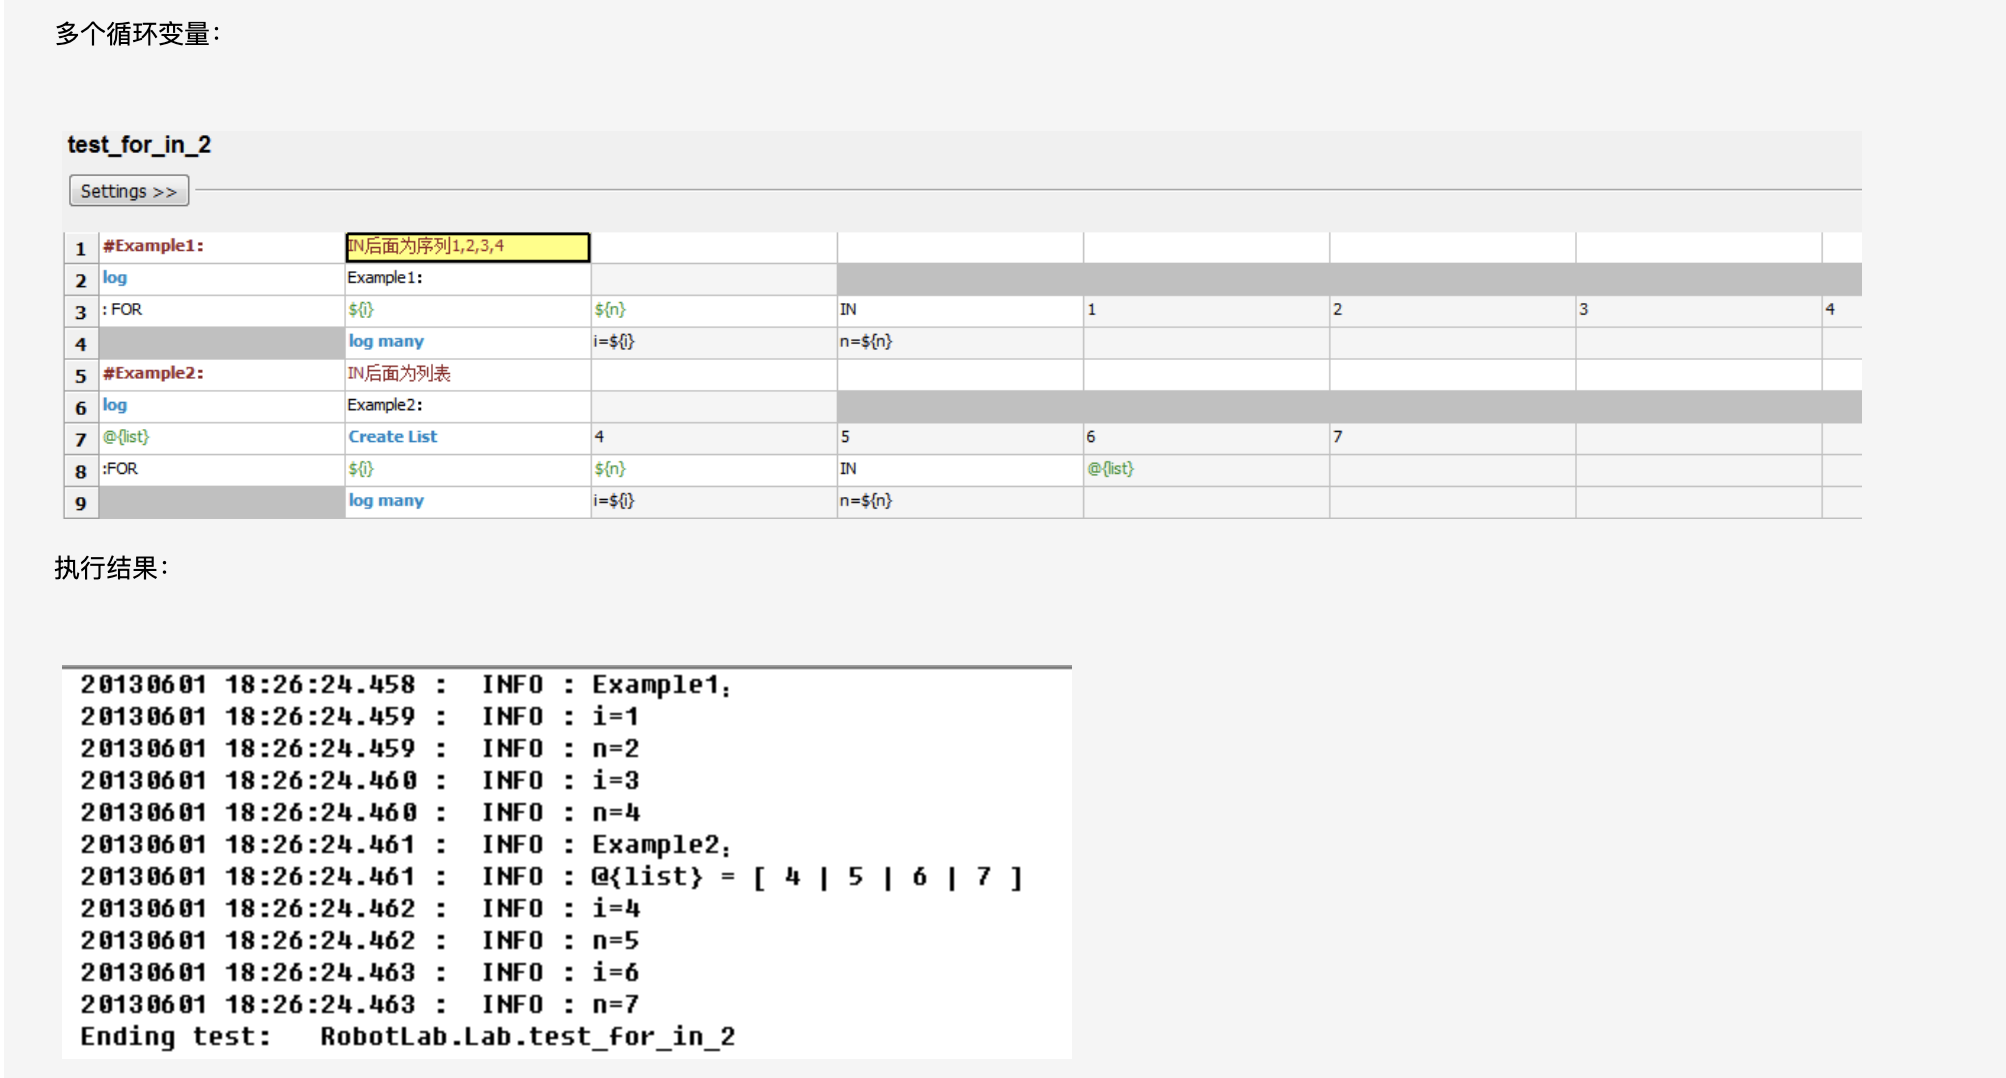 多个循环变量：
test_for_in_2
Settings >>
1 #Example1: IN后面为序列1,2,3,4
2 log Example1:
3 : FOR ${i} ${n} IN 1 2 3 4
4 log many i=${i} n=${n}
5 #Example2: IN后面为列表
6 log Example2:
7 @{list} Create List 4 5 6 7
8 :FOR ${i} ${n} IN @{list}
9 log many i=${i} n=${n}
执行结果：
20130601 18:26:24.458 :  INFO : Example1:
20130601 18:26:24.459 :  INFO : i=1
20130601 18:26:24.459 :  INFO : n=2
20130601 18:26:24.460 :  INFO : i=3
20130601 18:26:24.460 :  INFO : n=4
20130601 18:26:24.461 :  INFO : Example2:
20130601 18:26:24.461 :  INFO : @{list} = [ 4 | 5 | 6 | 7 ]
20130601 18:26:24.462 :  INFO : i=4
20130601 18:26:24.462 :  INFO : n=5
20130601 18:26:24.463 :  INFO : i=6
20130601 18:26:24.463 :  INFO : n=7
Ending test:   RobotLab.Lab.test_for_in_2